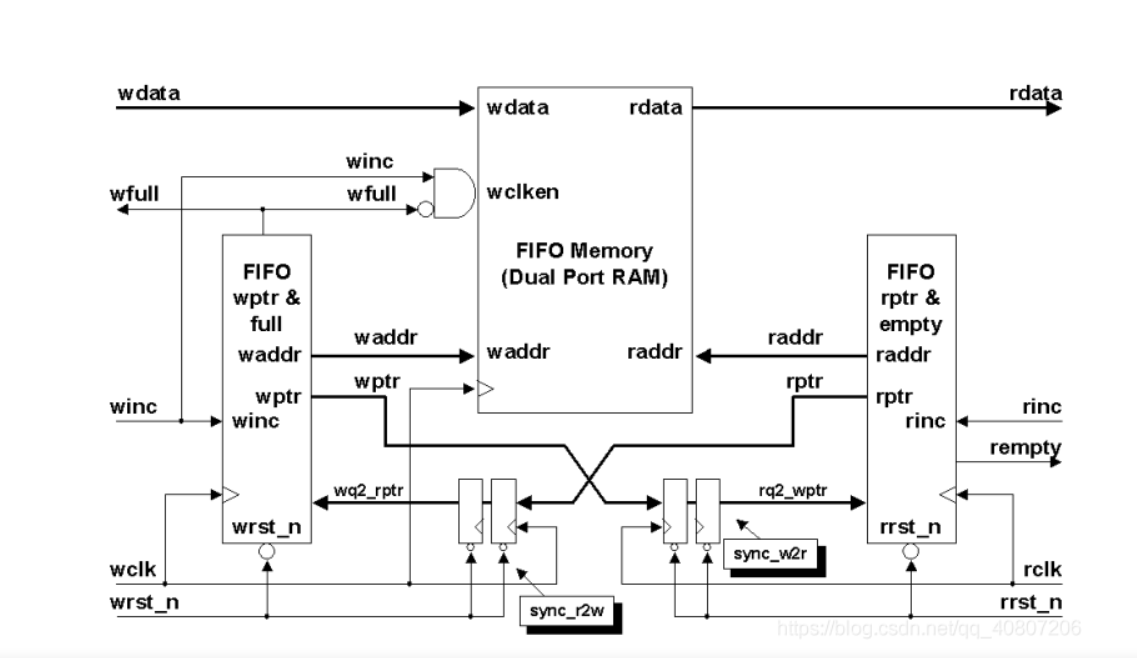 wdata
rdata
wdata
rdata
winc
wfull
wfull
wclken
FIFO Memory
(Dual Port RAM)
FIFO
wptr &
full
waddr
wptr
winc
wrst_n
FIFO
rptr &
empty
raddr
rptr
rinc
rrst_n
waddr
waddr
raddr
raddr
wptr
rptr
winc
rinc
rempty
wq2_rptr
rq2_wptr
sync_w2r
wclk
rclk
wrst_n
sync_r2w
rrst_n
https://blog.csdn.net/qq_40807206